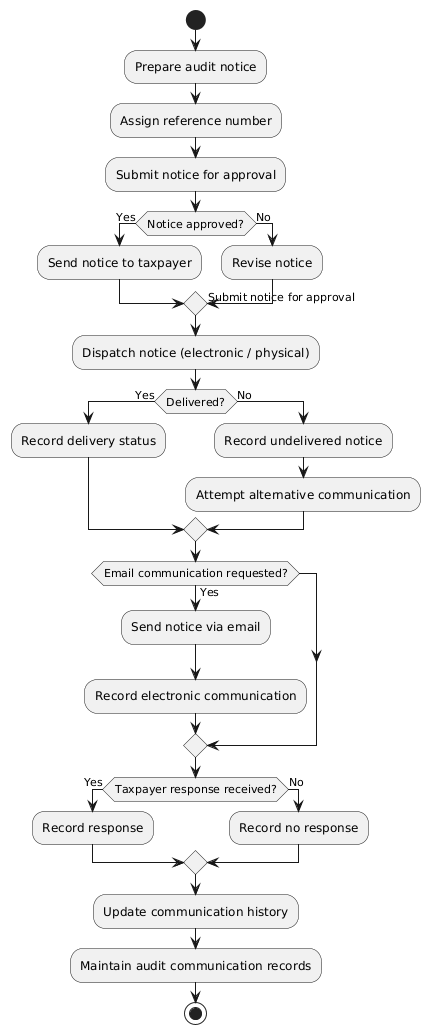 Prepare audit notice
Assign reference number
Submit notice for approval
Yes
Notice approved?
No
Send notice to taxpayer
Revise notice
Submit notice for approval
Dispatch notice (electronic / physical)
Yes
Delivered?
No
Record delivery status
Record undelivered notice
Attempt alternative communication
Email communication requested?
Yes
Send notice via email
Record electronic communication
Yes
Taxpayer response received?
No
Record response
Record no response
Update communication history
Maintain audit communication records